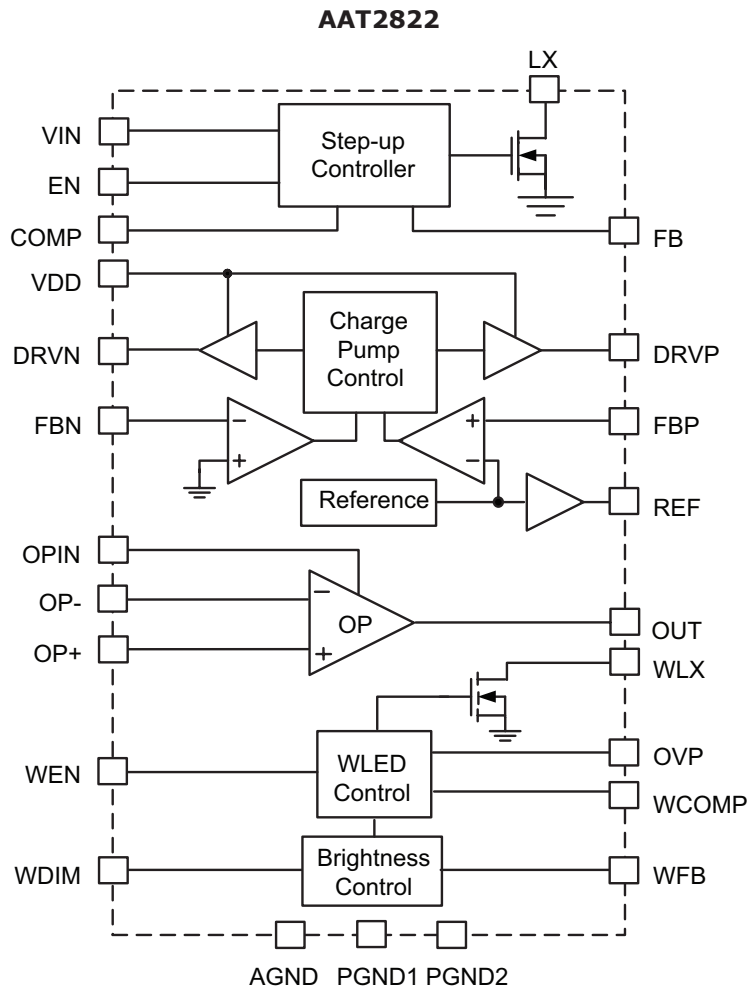 AAT2822
LX
VIN
Step-up
Controller
EN
COMP
FB
VDD
Charge
Pump
Control
DRVN
DRVP
FBN
−
+
+
−
FBP
Reference
REF
OPIN
OP-
−
OP
OP+
+
OUT
WLX
WEN
WLED
Control
OVP
WCOMP
WDIM
Brightness
Control
WFB
AGND PGND1 PGND2